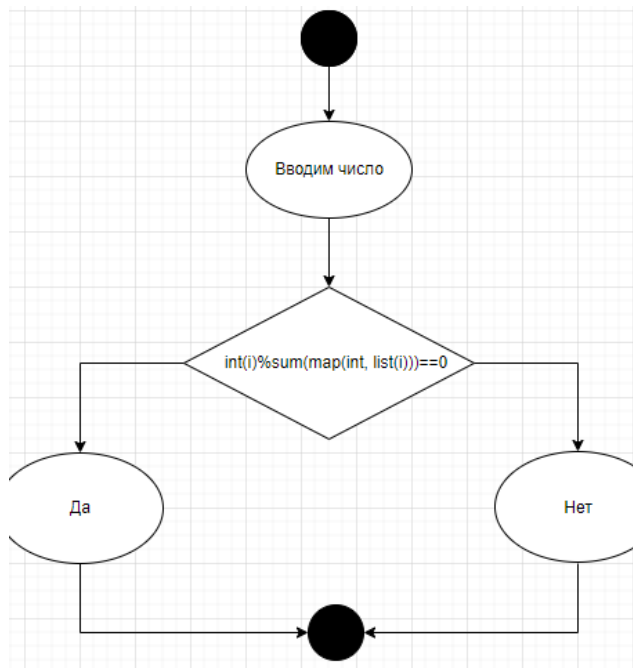 Вводим число
int(i)%sum(map(int, list(i)))==0
Да
Нет